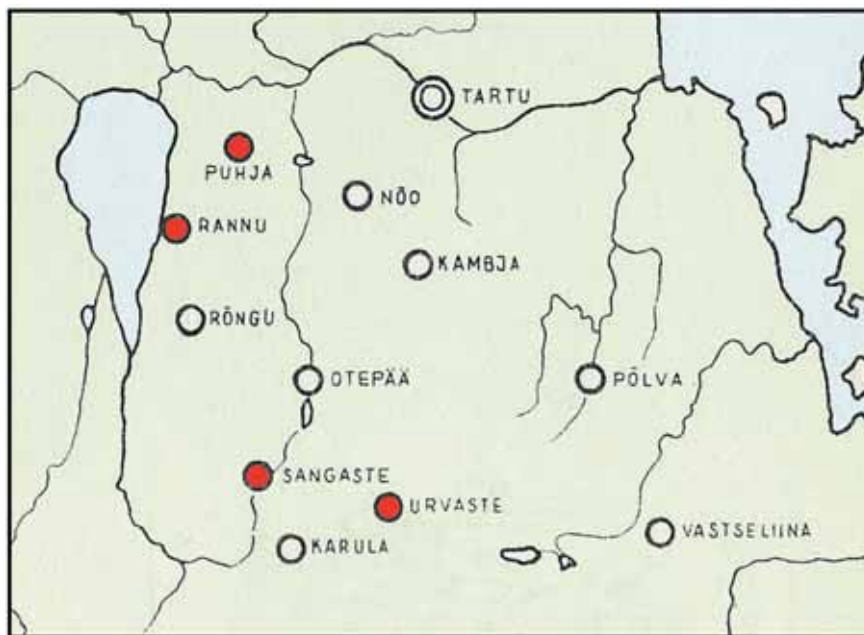 TARTU
PUHJA
NÕO
RANNU
KAMBJA
RÕNGU
OTEPÄÄ
PÕLVA
SANGASTE
URVASTE
KARULA
VASTSELIINA